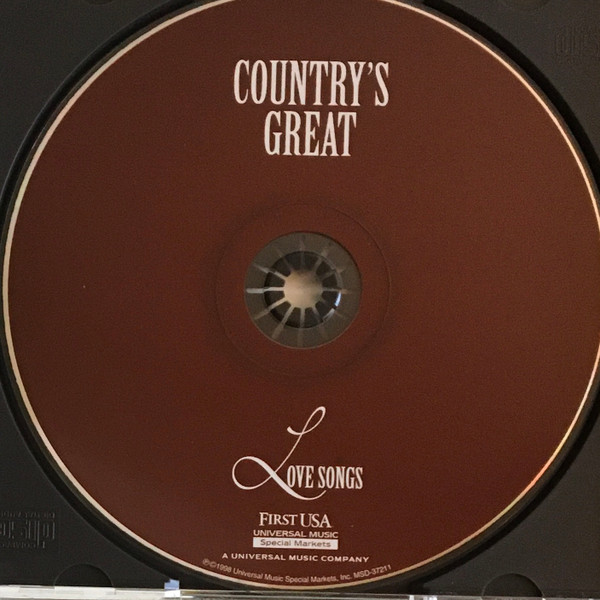 COUNTRY'S
GREAT
LOVE SONGS
FIRST USA
UNIVERSAL MUSIC
Special Markets
A UNIVERSAL MUSIC COMPANY
℗©1998 Universal Music Special Markets, Inc. MSD-37211